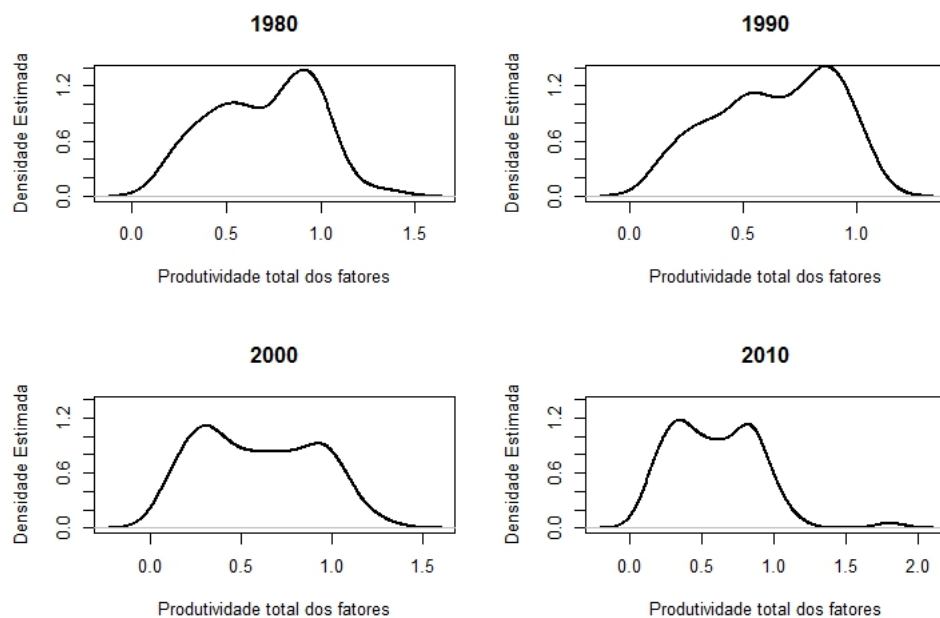 1980
Densidade Estimada
0.0 0.6 1.2
0.0 0.5 1.0 1.5
Produtividade total dos fatores
1990
Densidade Estimada
0.0 0.6 1.2
0.0 0.5 1.0
Produtividade total dos fatores
2000
Densidade Estimada
0.0 0.6 1.2
0.0 0.5 1.0 1.5
Produtividade total dos fatores
2010
Densidade Estimada
0.0 0.6 1.2
0.0 0.5 1.0 1.5 2.0
Produtividade total dos fatores